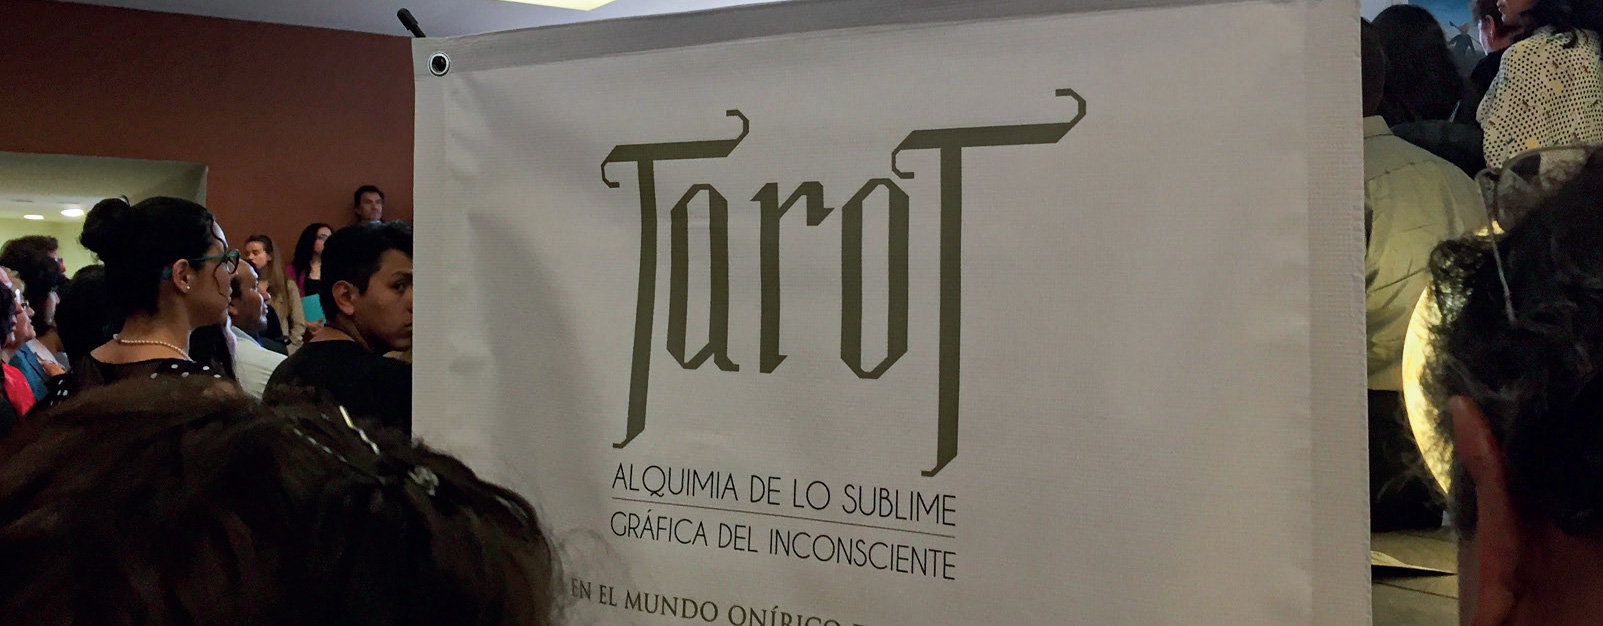 TaroT
ALQUIMIA DE LO SUBLIME
GRÁFICA DEL INCONSCIENTE
EN EL MUNDO ONÍRICO